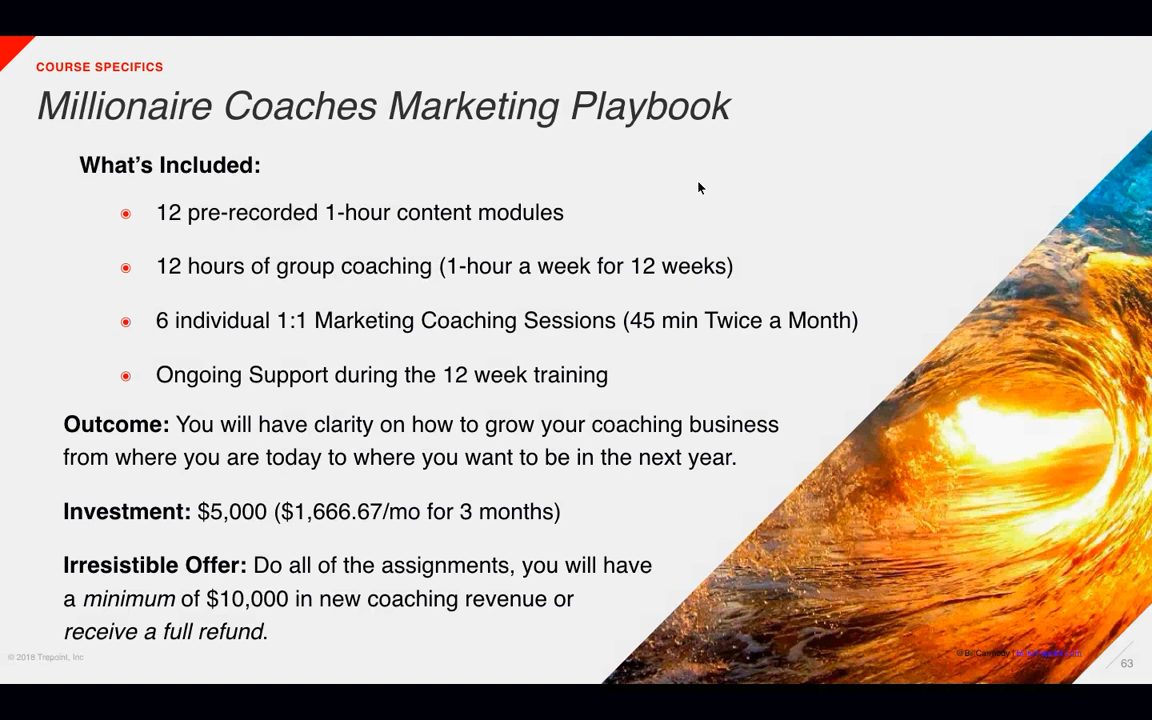 COURSE SPECIFICS
Millionaire Coaches Marketing Playbook
What’s Included:
12 pre-recorded 1-hour content modules
12 hours of group coaching (1-hour a week for 12 weeks)
6 individual 1:1 Marketing Coaching Sessions (45 min Twice a Month)
Ongoing Support during the 12 week training
Outcome: You will have clarity on how to grow your coaching business
from where you are today to where you want to be in the next year.
Investment: $5,000 ($1,666.67/mo for 3 months)
Irresistible Offer: Do all of the assignments, you will have
a minimum of $10,000 in new coaching revenue or
receive a full refund.
© 2018 Trepoint, Inc
63